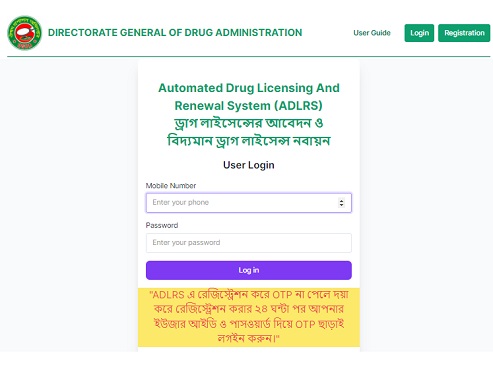 DIRECTORATE GENERAL OF DRUG ADMINISTRATION
User Guide
Login
Registration
Automated Drug Licensing And
Renewal System (ADLRS)
ড্রাগ লাইসেন্সের আবেদন ও
বিদ্যমান ড্রাগ লাইসেন্স নবায়ন
User Login
Mobile Number
Enter your phone
Password
Enter your password
Log in
"ADLRS এ রেজিস্ট্রেশন করে OTP না পেলে দয়া
করে রেজিস্ট্রেশন করার ২৪ ঘন্টা পর আপনার
ইউজার আইডি ও পাসওয়ার্ড দিয়ে OTP ছাড়াই
লগইন করুন।"